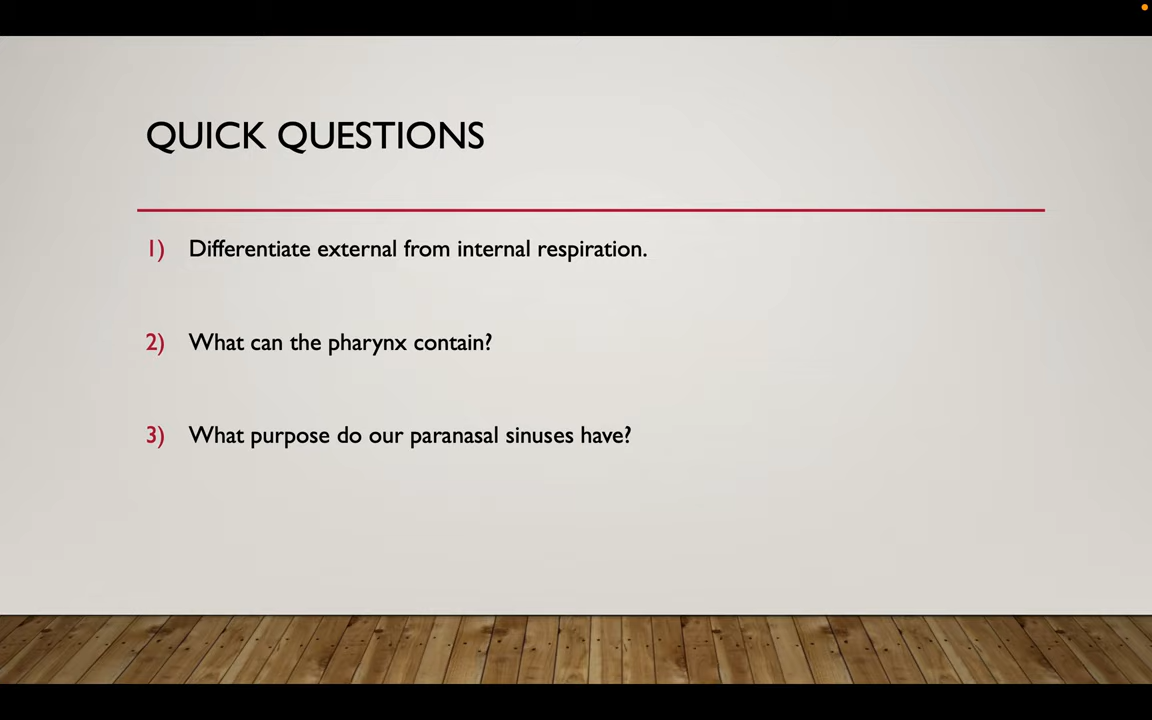 QUICK QUESTIONS
1) Differentiate external from internal respiration.
2) What can the pharynx contain?
3) What purpose do our paranasal sinuses have?